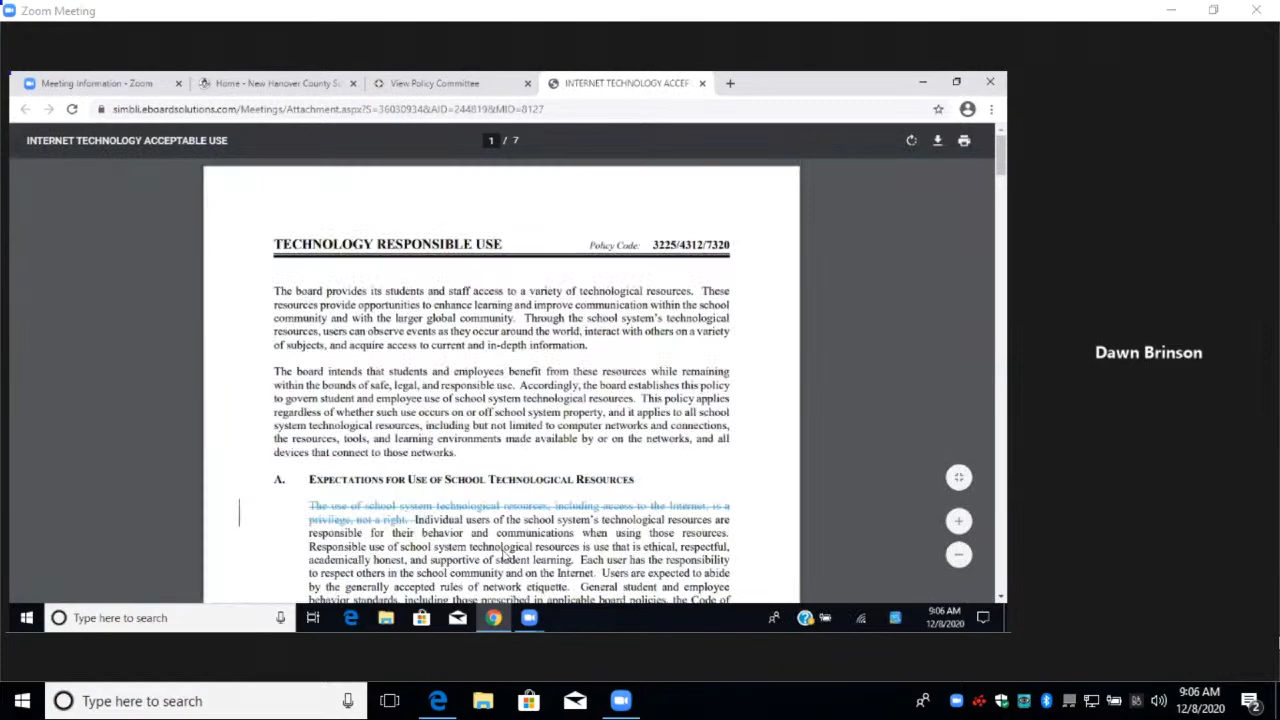 Zoom Meeting
Meeting Information - Zoom
Home - New Hanover County Sc
View Policy Committee
INTERNET TECHNOLOGY ACCEP
simbli.eboardsolutions.com/Meetings/Attachment.aspx?S=36030934&AID=244819&MID=8127
INTERNET TECHNOLOGY ACCEPTABLE USE
1 / 7
TECHNOLOGY RESPONSIBLE USE Policy Code: 3225/4312/7320
The board provides its students and staff access to a variety of technological resources. These
resources provide opportunities to enhance learning and improve communication within the school
community and with the larger global community. Through the school system's technological
resources, users can observe events as they occur around the world, interact with others on a variety
of subjects, and acquire access to current and in-depth information.
The board intends that students and employees benefit from these resources while remaining
within the bounds of safe, legal, and responsible use. Accordingly, the board establishes this policy
to govern student and employee use of school system technological resources. This policy applies
regardless of whether such use occurs on or off school system property, and it applies to all school
system technological resources, including but not limited to computer networks and connections,
the resources, tools, and learning environments made available by or on the networks, and all
devices that connect to those networks.
A. EXPECTATIONS FOR USE OF SCHOOL TECHNOLOGICAL RESOURCES
The use of school system technological resources, including access to the Internet, is a
privilege, not a right. Individual users of the school system's technological resources are
responsible for their behavior and communications when using those resources.
Responsible use of school system technological resources is use that is ethical, respectful,
academically honest, and supportive of student learning. Each user has the responsibility
to respect others in the school community and on the Internet. Users are expected to abide
by the generally accepted rules of network etiquette. General student and employee
behavior standards, including those prescribed in applicable board policies, the Code of
Dawn Brinson
Type here to search
9:06 AM
12/8/2020
Type here to search
9:06 AM
12/8/2020
2